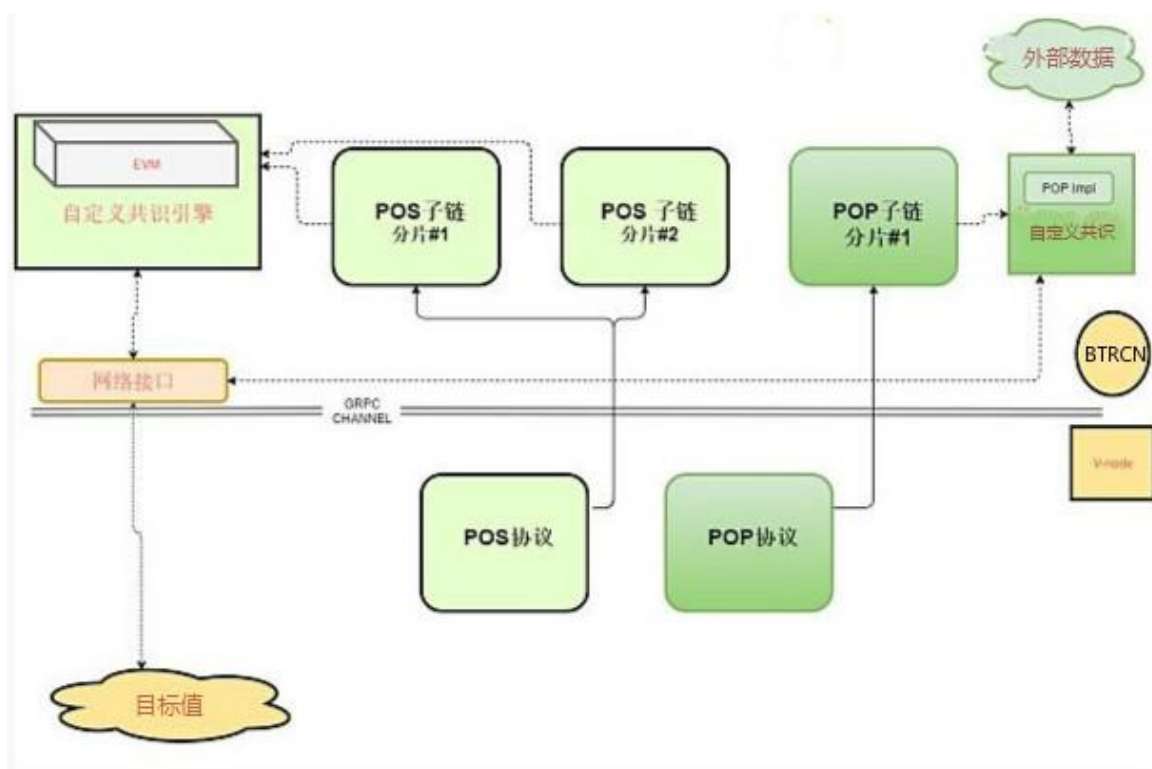 外部数据
EVM
自定义共识引擎
POS子链
分片#1
POS 子链
分片#2
POP子链
分片#1
POP Impl
自定义共识
BTRCN
网络接口
GRPC
CHANNEL
V-node
POS协议
POP协议
目标值